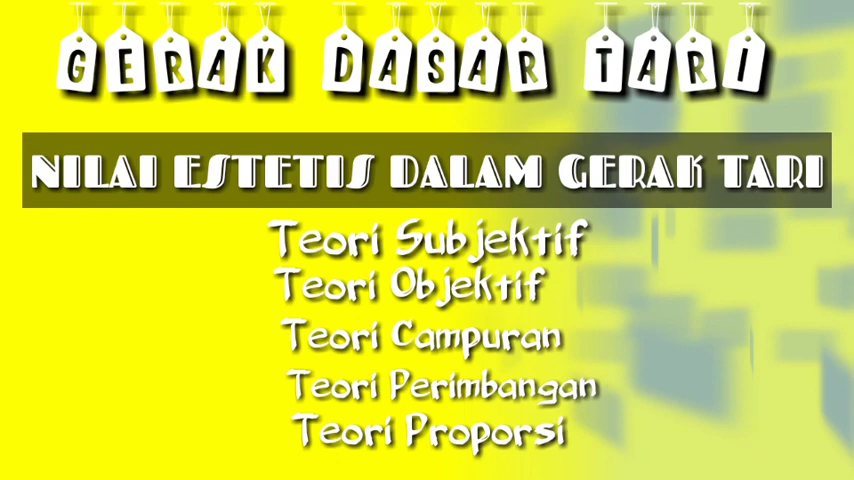 GERAK DASAR TARI
NILAI ESTETIS DALAM GERAK TARI
Teori Subjektif
Teori Objektif
Teori Campuran
Teori Perimbangan
Teori Proporsi